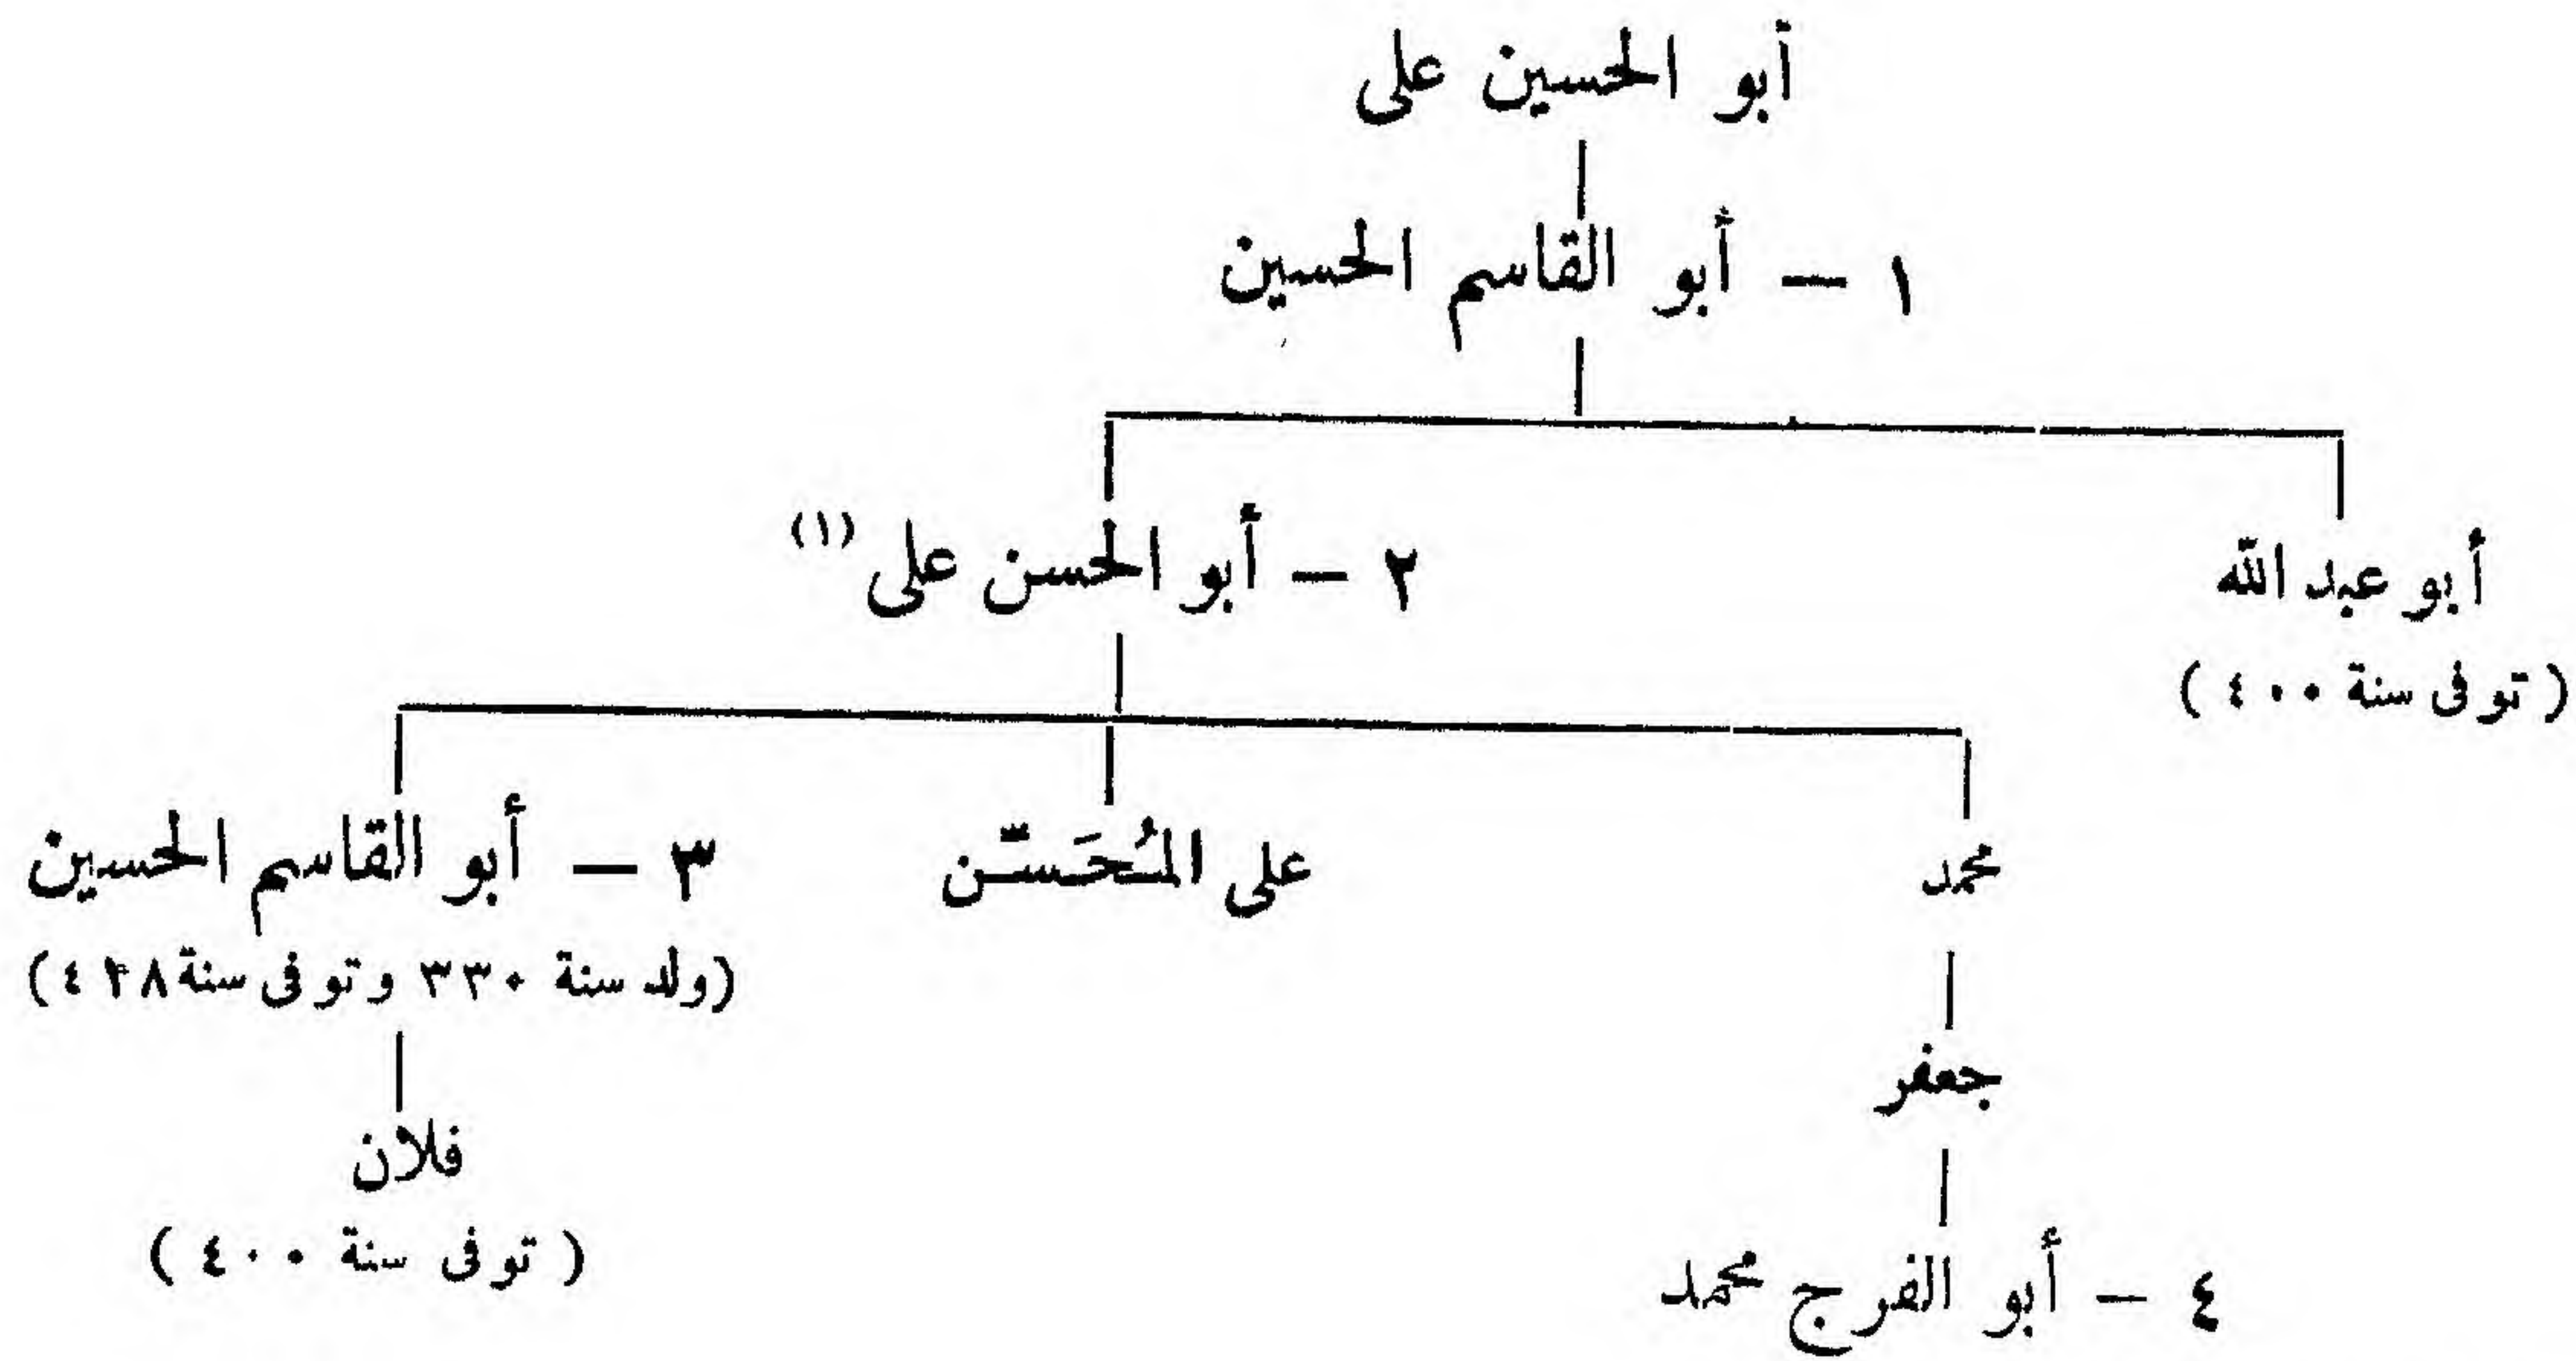 أبو الحسين على
١ — أبو القاسم الحسين
أبو عبد الله
(توفى سنة ٤٠٠)
٢ — أبو الحسن على (١)
محمد
على المُحَسّن
٣ — أبو القاسم الحسين
(ولد سنة ٣٣٠ وتوفى سنة ٤٢٨)
جعفر
فلان
(توفى سنة ٤٠٠)
٤ — أبو الفرج محمد